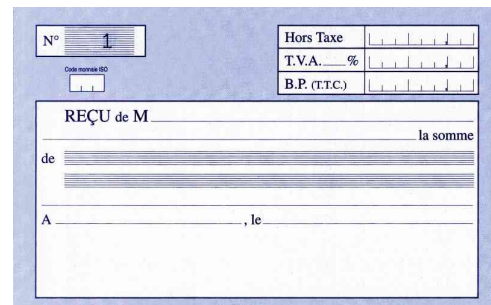 N° 1
Hors Taxe
T.V.A. %
B.P. (T.T.C.)
Code monnaie ISO
REÇU de M
la somme
de
A , le